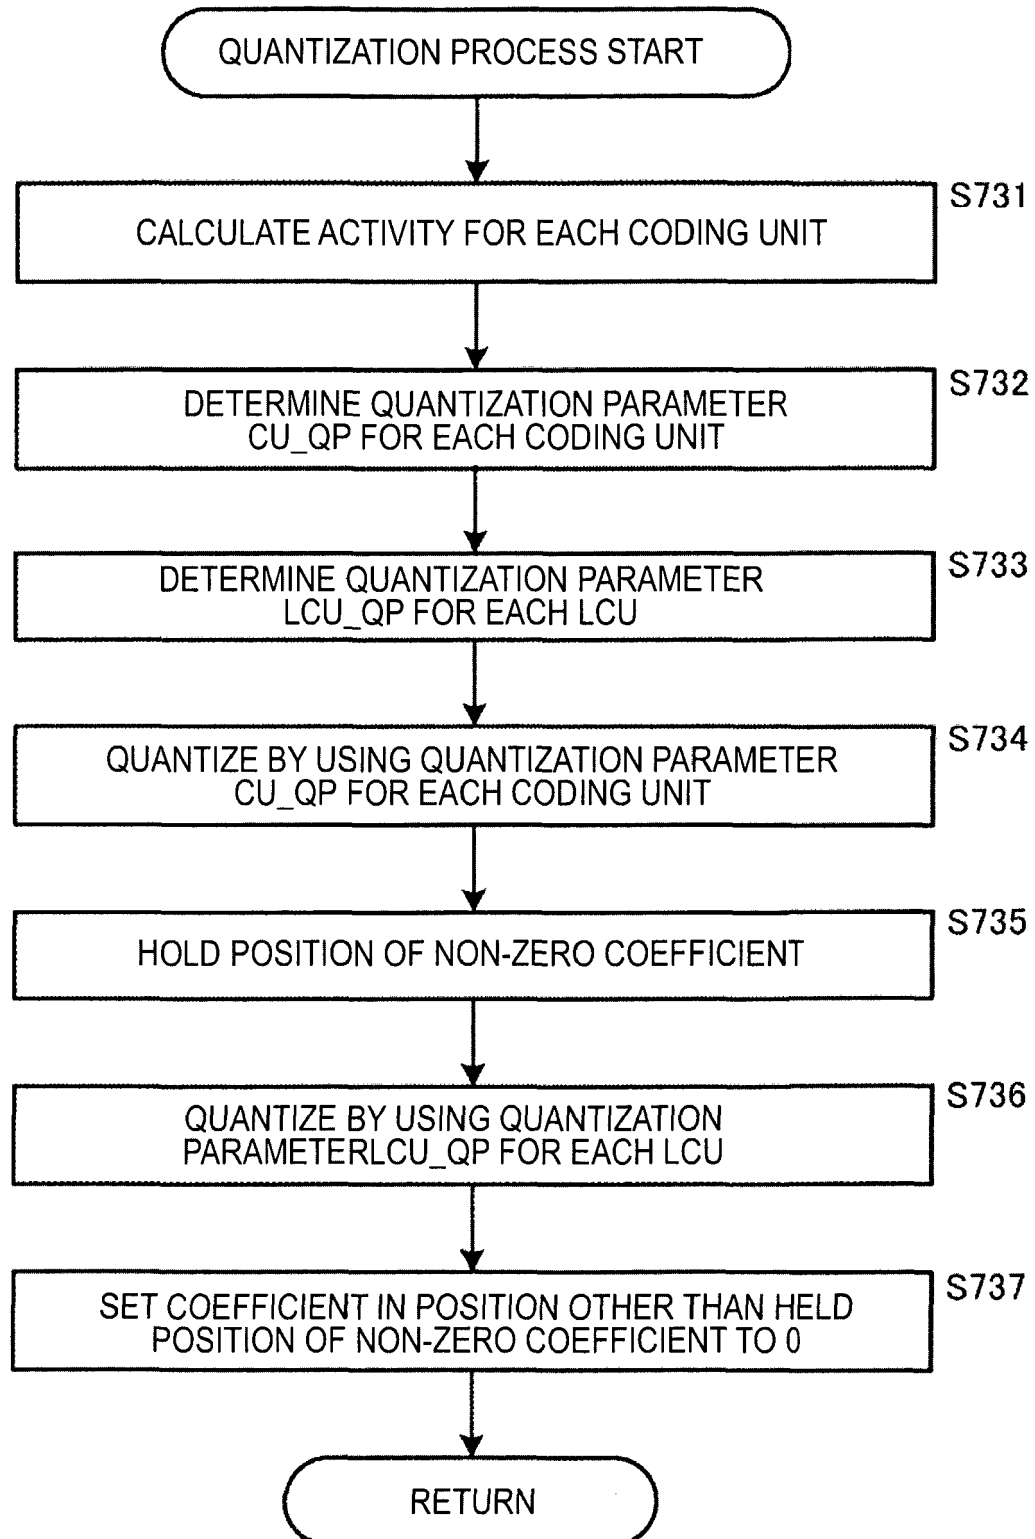 QUANTIZATION PROCESS START
S731
CALCULATE ACTIVITY FOR EACH CODING UNIT
S732
DETERMINE QUANTIZATION PARAMETER
CU_QP FOR EACH CODING UNIT
S733
DETERMINE QUANTIZATION PARAMETER
LCU_QP FOR EACH LCU
S734
QUANTIZE BY USING QUANTIZATION PARAMETER
CU_QP FOR EACH CODING UNIT
S735
HOLD POSITION OF NON-ZERO COEFFICIENT
S736
QUANTIZE BY USING QUANTIZATION
PARAMETERLCU_QP FOR EACH LCU
S737
SET COEFFICIENT IN POSITION OTHER THAN HELD
POSITION OF NON-ZERO COEFFICIENT TO 0
RETURN